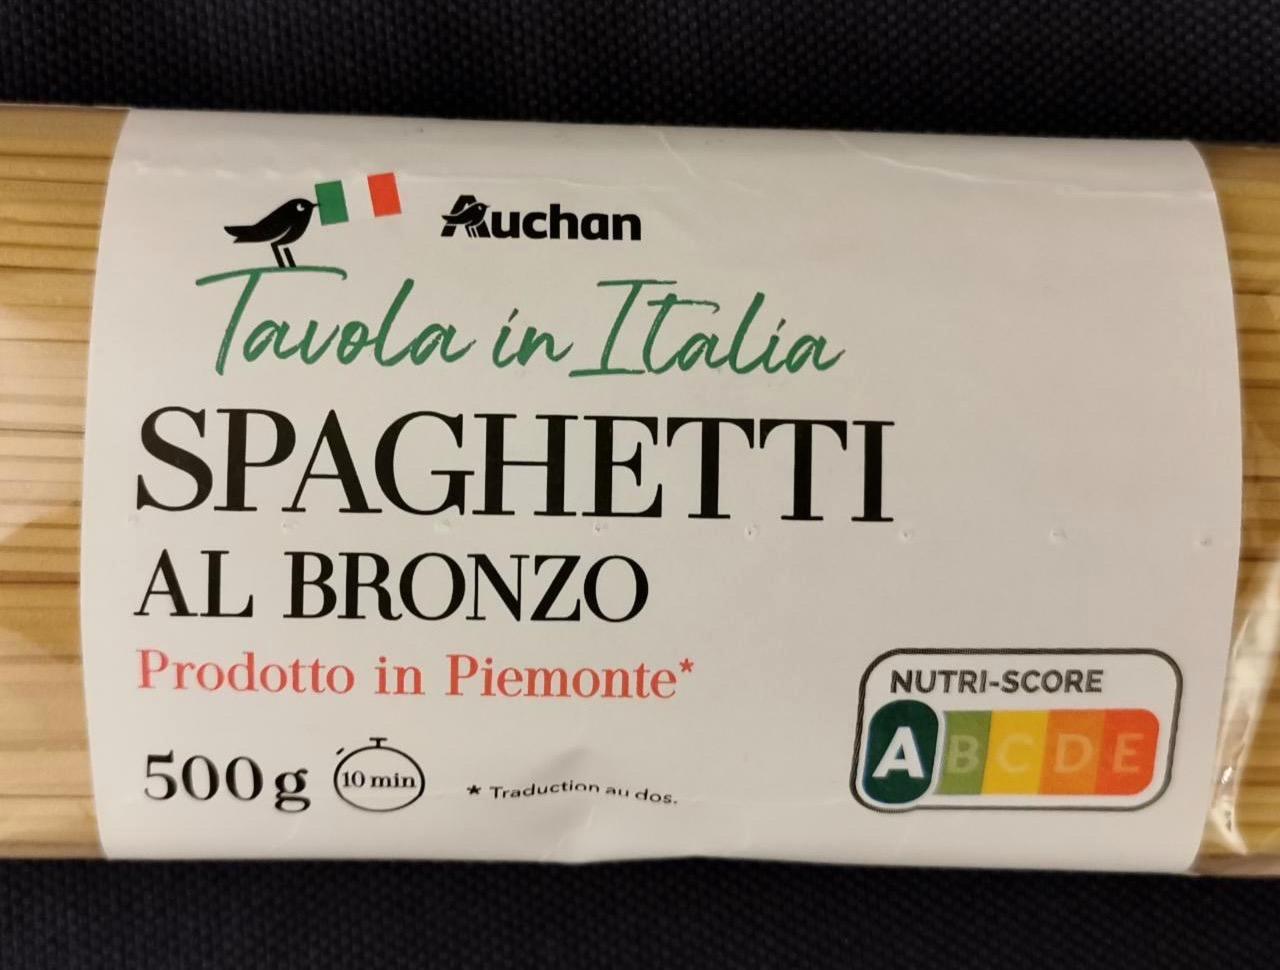 Auchan
Tavola in Italia
SPAGHETTI
AL BRONZO
Prodotto in Piemonte*
500g 10 min * Traduction au dos.
NUTRI-SCORE
A B C D E